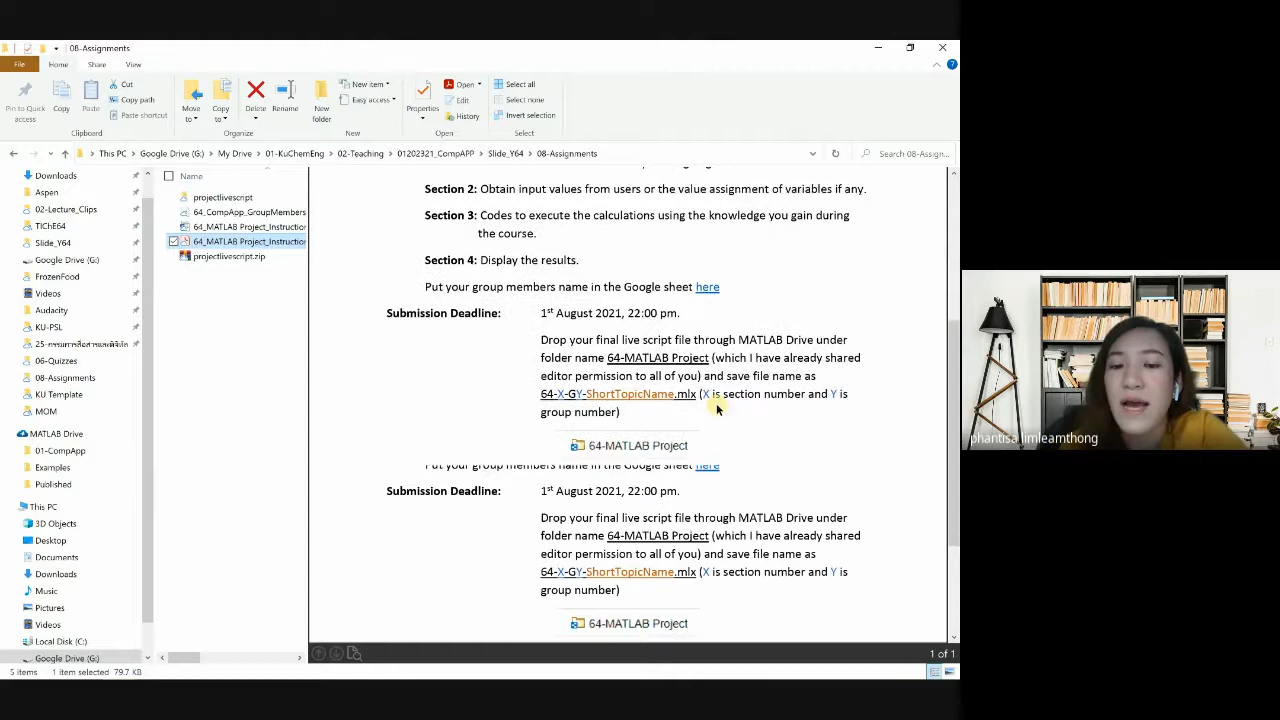 08-Assignments
File
Home
Share
View
Pin to Quick access
Copy
Paste
Cut
Copy path
Paste shortcut
Clipboard
Move to
Copy to
Delete
Rename
Organize
New folder
New item
Easy access
New
Properties
Open
Edit
History
Open
Select all
Select none
Invert selection
Select
This PC > Google Drive (G:) > My Drive > 01-KuChemEng > 02-Teaching > 01202321_CompAPP > Slide_Y64 > 08-Assignments
Search 08-Assign...
Downloads
Aspen
02-Lecture_Clips
TIChE64
Slide_Y64
Google Drive (G:)
FrozenFood
Videos
Audacity
KU-PSL
06-Quizzes
08-Assignments
KU Template
MOM
MATLAB Drive
01-CompApp
Examples
Published
This PC
3D Objects
Desktop
Documents
Downloads
Music
Pictures
Videos
Local Disk (C:)
Google Drive (G:)
Name
projectlivescript
64_CompApp_GroupMembers
64_MATLAB Project_Instruction
64_MATLAB Project_Instruction
projectlivescript.zip
Section 2: Obtain input values from users or the value assignment of variables if any.
Section 3: Codes to execute the calculations using the knowledge you gain during
the course.
Section 4: Display the results.
Put your group members name in the Google sheet here
Submission Deadline: 1st August 2021, 22:00 pm.
Drop your final live script file through MATLAB Drive under
folder name 64-MATLAB Project (which I have already shared
editor permission to all of you) and save file name as
64-X-GY-ShortTopicName.mlx (X is section number and Y is
group number)
64-MATLAB Project
Put your group members name in the Google sheet here
Submission Deadline: 1st August 2021, 22:00 pm.
Drop your final live script file through MATLAB Drive under
folder name 64-MATLAB Project (which I have already shared
editor permission to all of you) and save file name as
64-X-GY-ShortTopicName.mlx (X is section number and Y is
group number)
64-MATLAB Project
1 of 1
5 items 1 item selected 79.7 KB
phantisa limleamthong